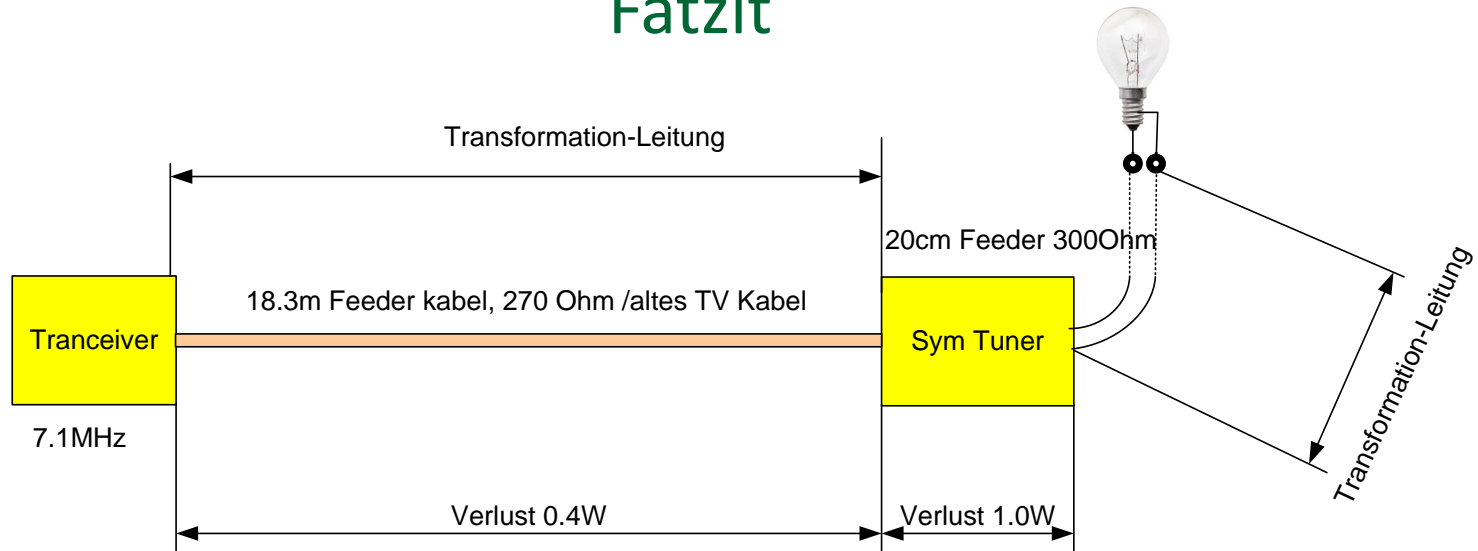 Fatzit
Transformation-Leitung
20cm Feeder 300Ohm
18.3m Feeder kabel, 270 Ohm /altes TV Kabel
Tranceiver
Sym Tuner
Transformation-Leitung
7.1MHz
Verlust 0.4W
Verlust 1.0W